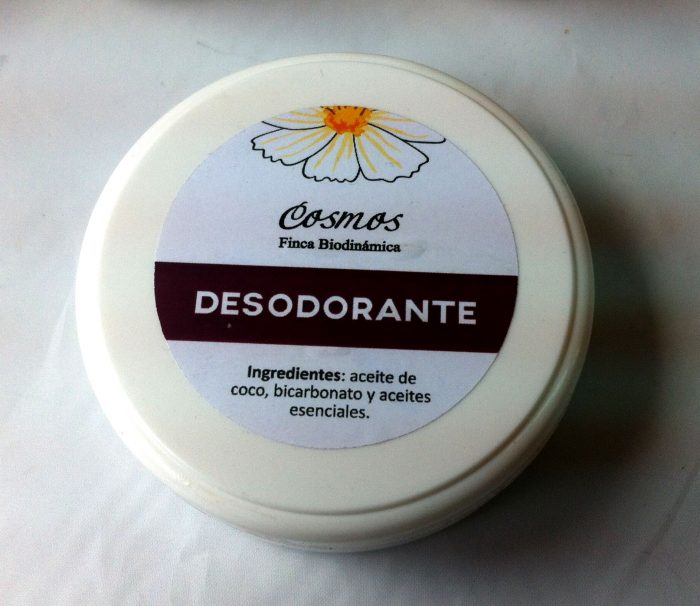 Cosmos
Finca Biodinámica
DESODORANTE
Ingredientes: aceite de
coco, bicarbonato y aceites
esenciales.